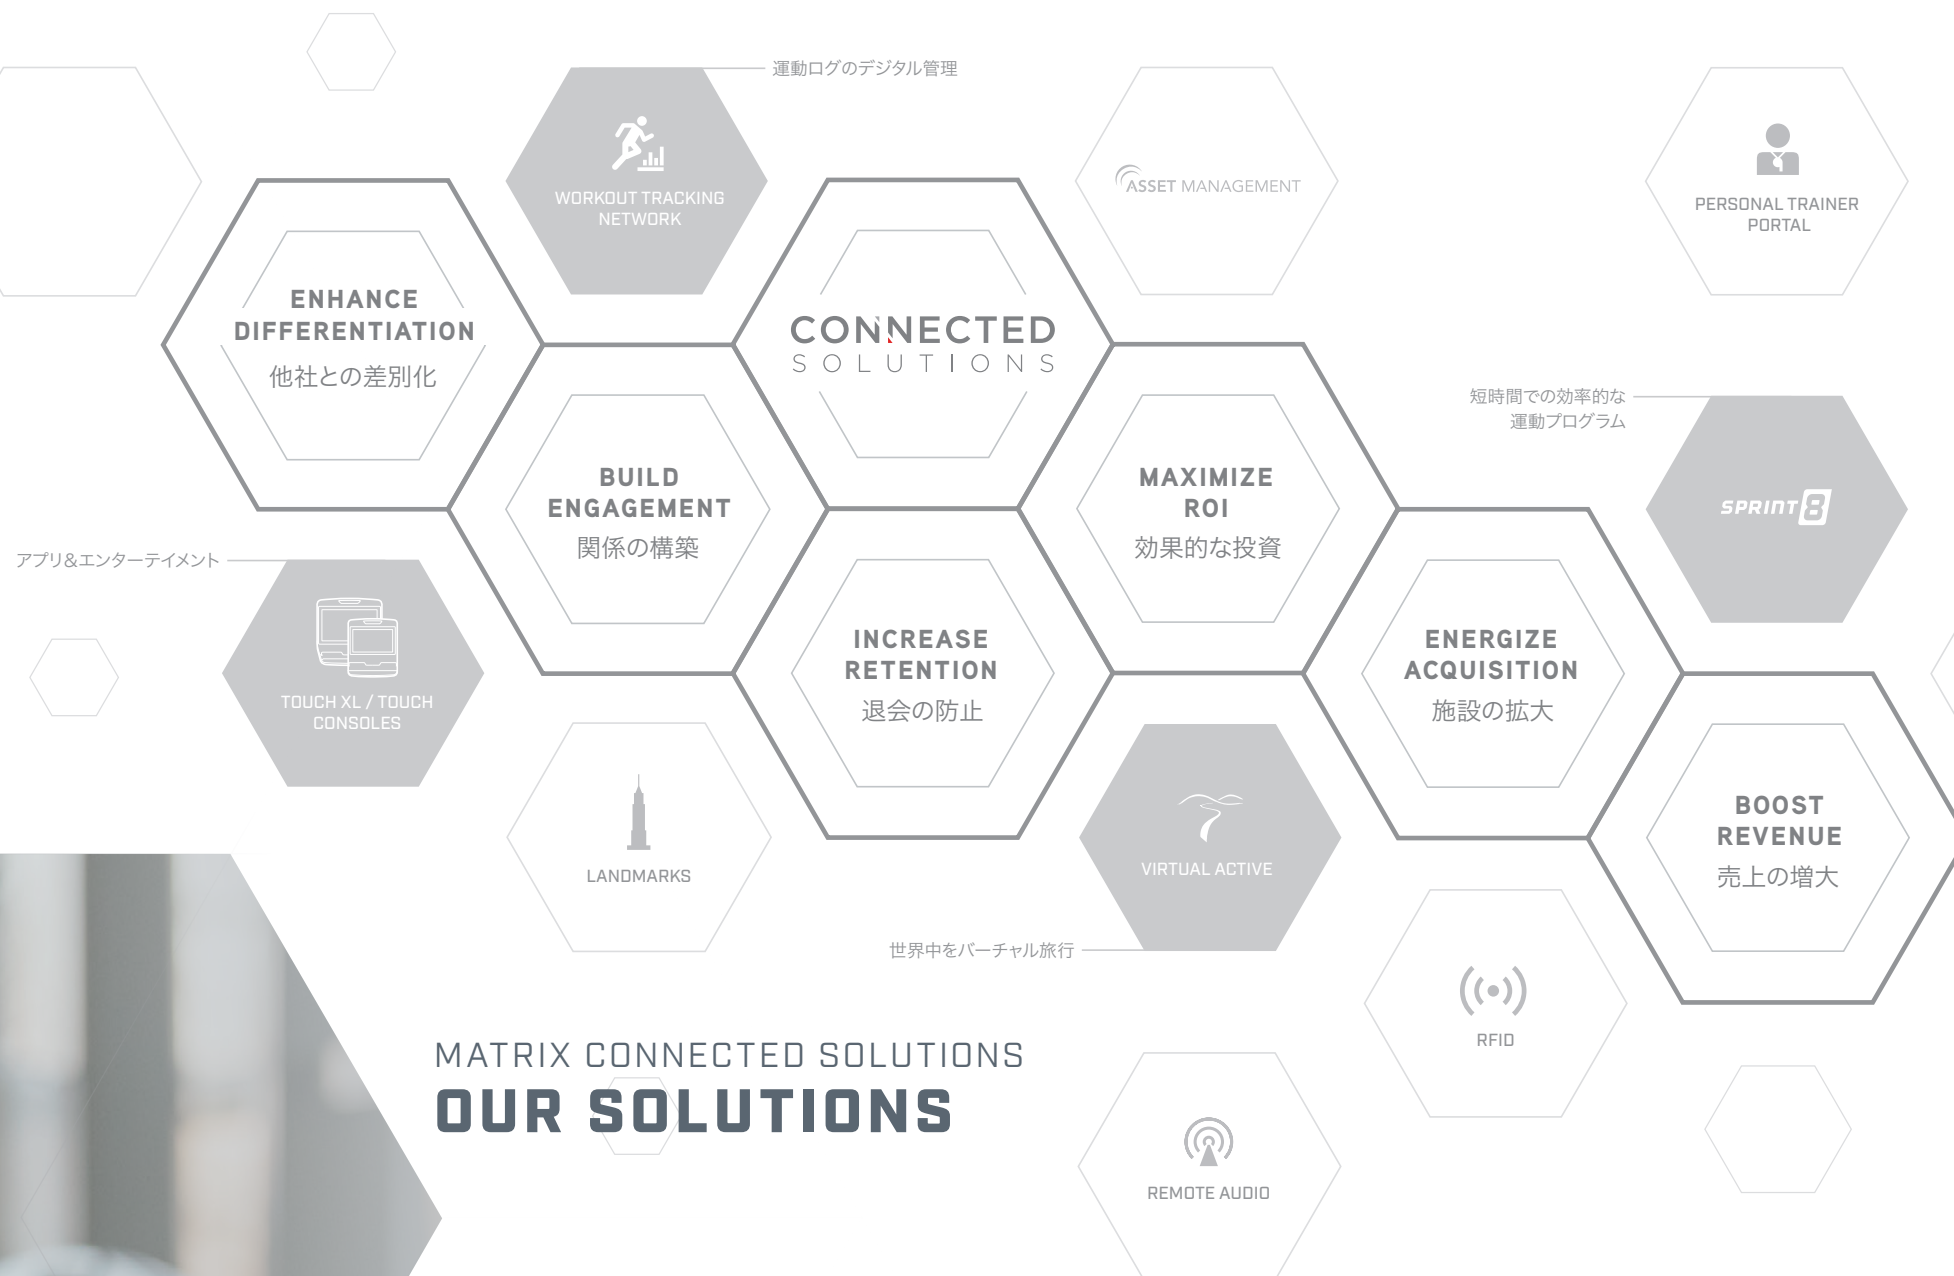 運動ログのデジタル管理
WORKOUT TRACKING
NETWORK
ASSET MANAGEMENT
PERSONAL TRAINER
PORTAL
ENHANCE
DIFFERENTIATION
他社との差別化
CONNECTED
SOLUTIONS
短時間での効率的な
運動プログラム
SPRINT8
BUILD
ENGAGEMENT
関係の構築
MAXIMIZE
ROI
効果的な投資
アプリ&エンターテイメント
TOUCH XL / TOUCH
CONSOLES
INCREASE
RETENTION
退会の防止
ENERGIZE
ACQUISITION
施設の拡大
BOOST
REVENUE
売上の増大
LANDMARKS
VIRTUAL ACTIVE
世界中をバーチャル旅行
RFID
MATRIX CONNECTED SOLUTIONS
OUR SOLUTIONS
REMOTE AUDIO